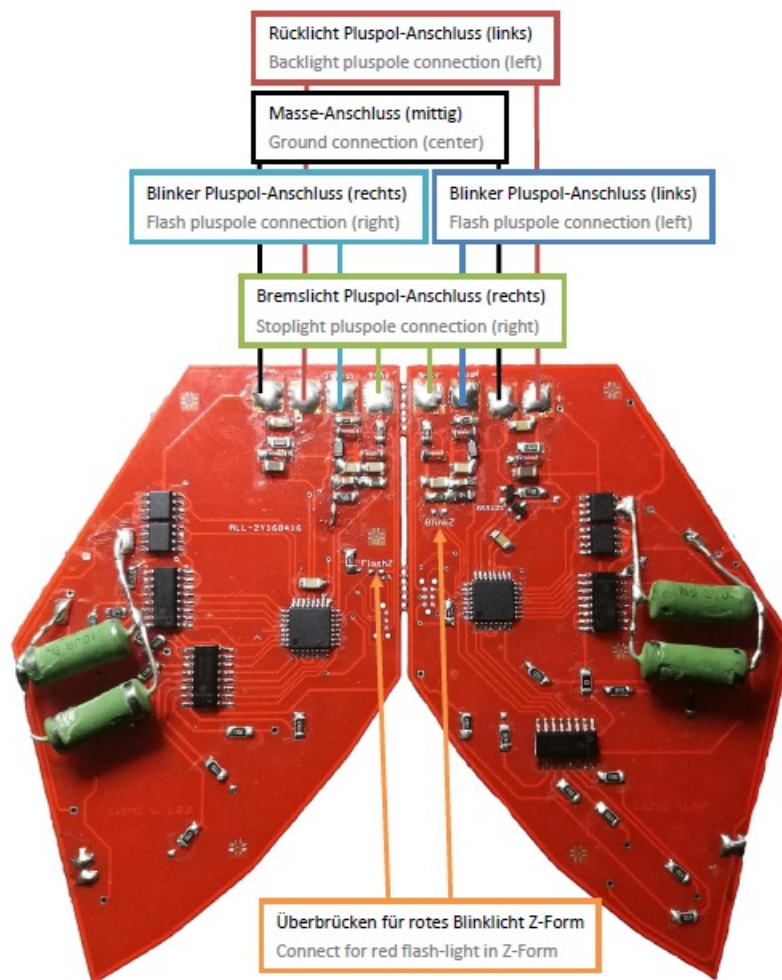 Rücklicht Pluspol-Anschluss (links)
Backlight pluspole connection (left)
Masse-Anschluss (mittig)
Ground connection (center)
Blinker Pluspol-Anschluss (rechts)
Flash pluspole connection (right)
Blinker Pluspol-Anschluss (links)
Flash pluspole connection (left)
Bremslicht Pluspol-Anschluss (rechts)
Stoplight pluspole connection (right)
ALL-2Y160416
BlinkZ
FlashZ
Überbrücken für rotes Blinklicht Z-Form
Connect for red flash-light in Z-Form